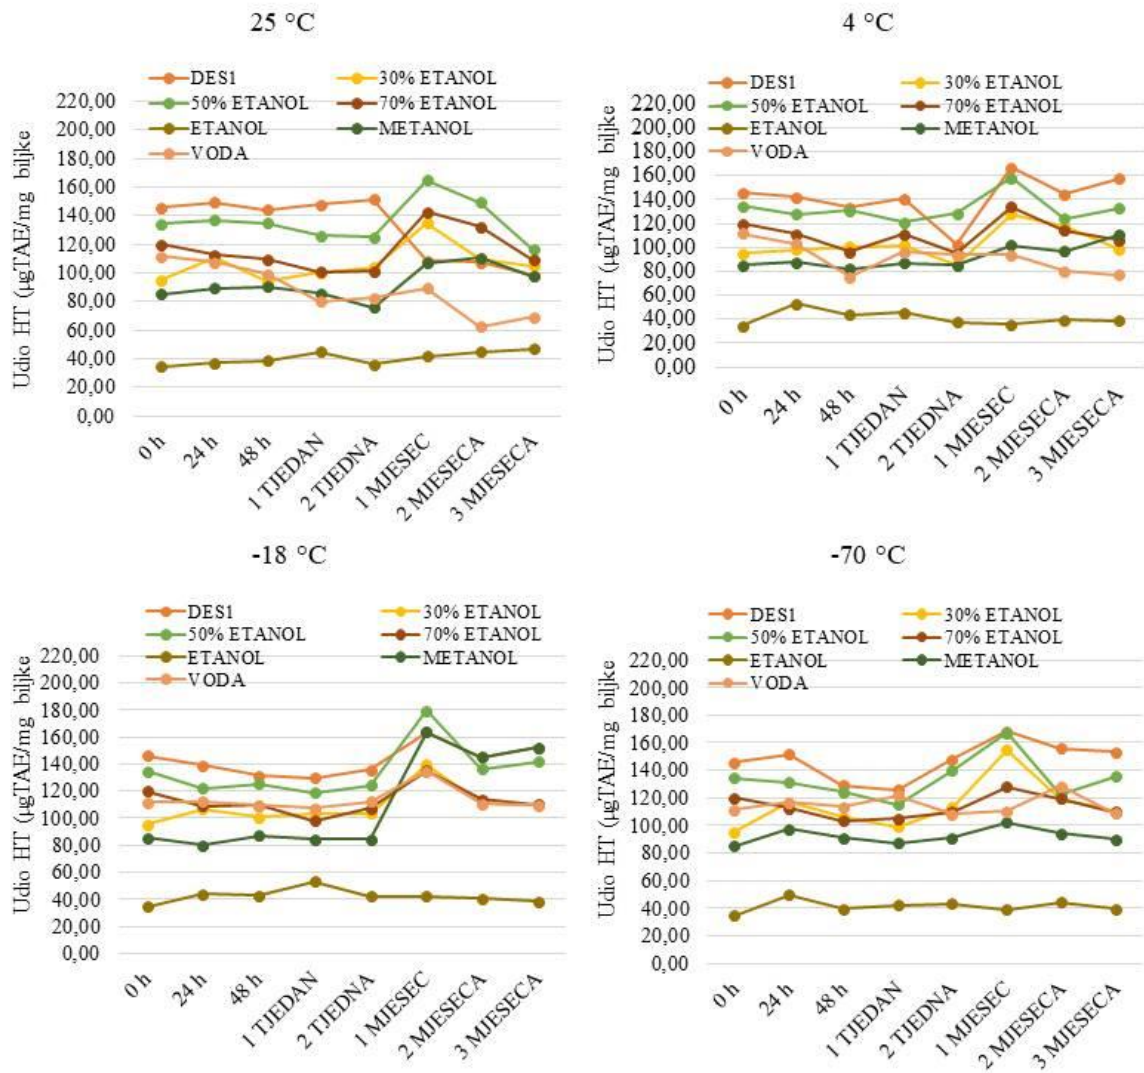 25 °C
DES1 30% ETANOL
50% ETANOL 70% ETANOL
ETANOL METANOL
VODA
Udio HT (µgTAE/mg biljke
220,00
200,00
180,00
160,00
140,00
120,00
100,00
80,00
60,00
40,00
20,00
0,00
0 h
24 h
48 h
1 TJEDAN
2 TJEDNA
1 MJESEC
2 MJESECA
3 MJESECA
4 °C
DES1 30% ETANOL
50% ETANOL 70% ETANOL
ETANOL METANOL
VODA
Udio HT (µgTAE/mg biljke
220,00
200,00
180,00
160,00
140,00
120,00
100,00
80,00
60,00
40,00
20,00
0,00
0 h
24 h
48 h
1 TJEDAN
2 TJEDNA
1 MJESEC
2 MJESECA
3 MJESECA
-18 °C
DES1 30% ETANOL
50% ETANOL 70% ETANOL
ETANOL METANOL
VODA
Udio HT (µgTAE/mg biljke
220,00
200,00
180,00
160,00
140,00
120,00
100,00
80,00
60,00
40,00
20,00
0,00
0 h
24 h
48 h
1 TJEDAN
2 TJEDNA
1 MJESEC
2 MJESECA
3 MJESECA
-70 °C
DES1 30% ETANOL
50% ETANOL 70% ETANOL
ETANOL METANOL
VODA
Udio HT (µgTAE/mg biljke
220,00
200,00
180,00
160,00
140,00
120,00
100,00
80,00
60,00
40,00
20,00
0,00
0 h
24 h
48 h
1 TJEDAN
2 TJEDNA
1 MJESEC
2 MJESECA
3 MJESECA